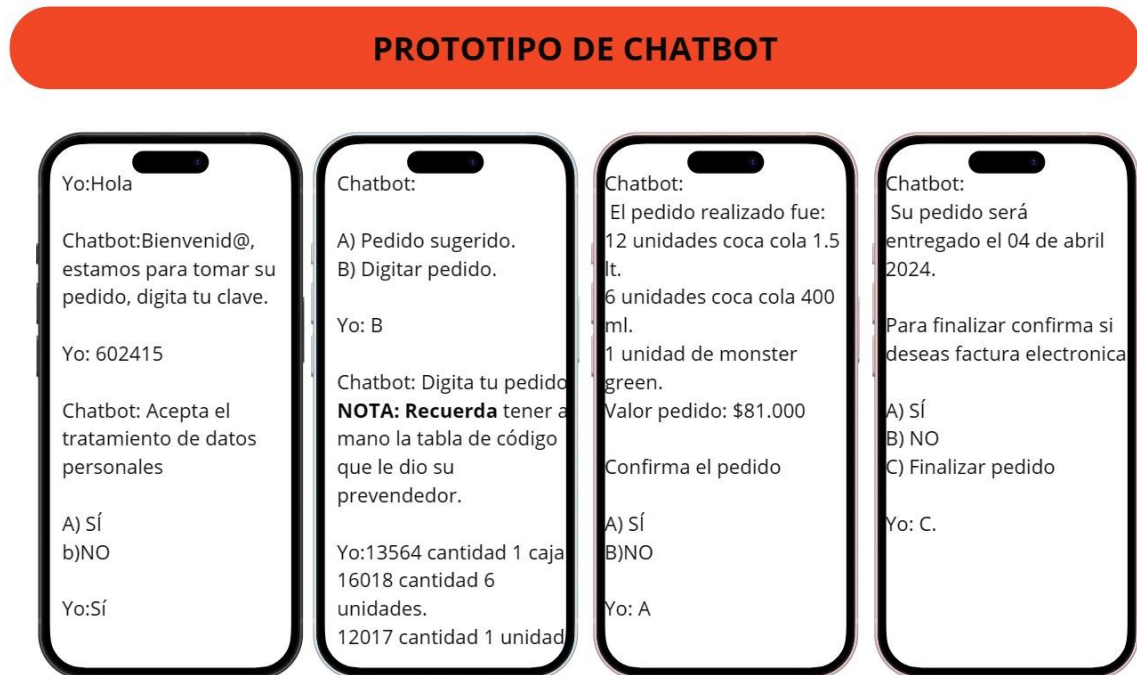 PROTOTIPO DE CHATBOT
Yo:Hola
Chatbot:Bienvenid@,
estamos para tomar su
pedido, digita tu clave.
Yo: 602415
Chatbot: Acepta el
tratamiento de datos
personales
A) SÍ
b)NO
Yo:Sí
Chatbot:
A) Pedido sugerido.
B) Digitar pedido.
Yo: B
Chatbot: Digita tu pedido
NOTA: Recuerda tener a
mano la tabla de código
que le dio su
prevendedor.
Yo:13564 cantidad 1 caja
16018 cantidad 6
unidades.
12017 cantidad 1 unidad
Chatbot:
El pedido realizado fue:
12 unidades coca cola 1.5
lt.
6 unidades coca cola 400
ml.
1 unidad de monster
green.
Valor pedido: $81.000
Confirma el pedido
A) SÍ
B)NO
Yo: A
Chatbot:
Su pedido será
entregado el 04 de abril
2024.
Para finalizar confirma si
deseas factura electronica
A) SÍ
B) NO
C) Finalizar pedido
Yo: C.